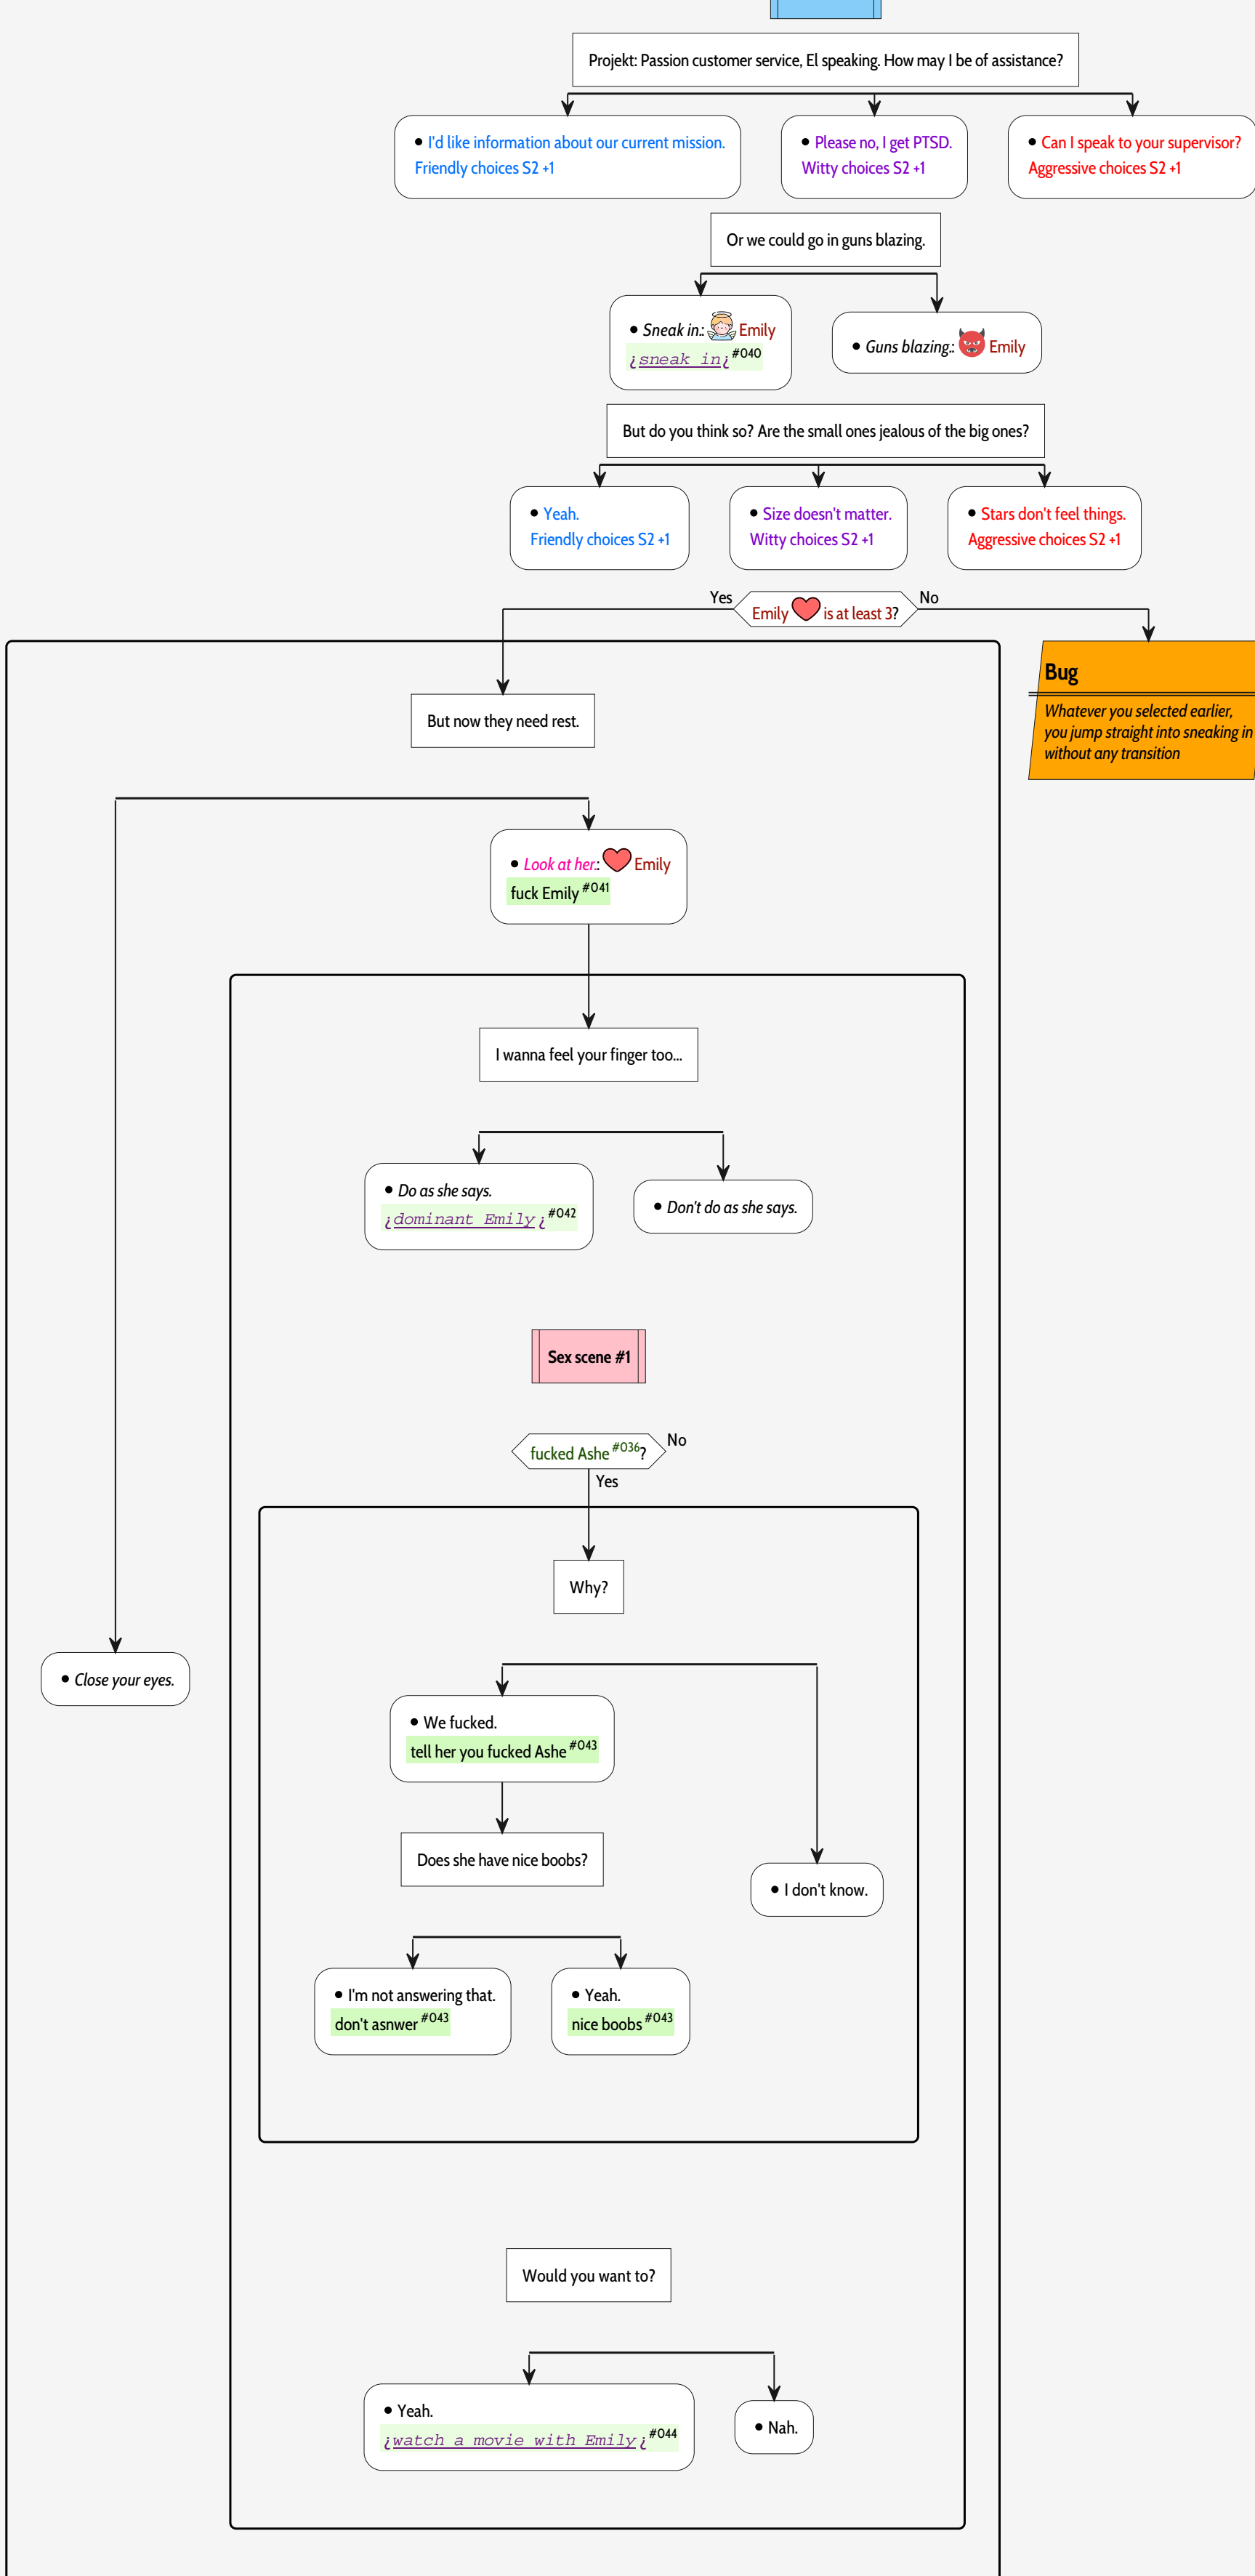 Projekt: Passion customer service, El speaking. How may I be of assistance?
• I'd like information about our current mission.
Friendly choices S2 +1
• Please no, I get PTSD.
Witty choices S2 +1
• Can I speak to your supervisor?
Aggressive choices S2 +1
Or we could go in guns blazing.
• Sneak in.: Emily
¿sneak in¿ #040
• Guns blazing.: Emily
But do you think so? Are the small ones jealous of the big ones?
• Yeah.
Friendly choices S2 +1
• Size doesn't matter.
Witty choices S2 +1
• Stars don't feel things.
Aggressive choices S2 +1
Yes
Emily is at least 3?
No
Bug
Whatever you selected earlier,
you jump straight into sneaking in
without any transition
But now they need rest.
• Look at her.: Emily
fuck Emily #041
I wanna feel your finger too...
• Do as she says.
¿dominant Emily¿ #042
• Don't do as she says.
Sex scene #1
fucked Ashe #036?
No
Yes
Why?
• Close your eyes.
• We fucked.
tell her you fucked Ashe #043
Does she have nice boobs?
• I don't know.
• I'm not answering that.
don't asnwer #043
• Yeah.
nice boobs #043
Would you want to?
• Yeah.
¿watch a movie with Emily¿ #044
• Nah.